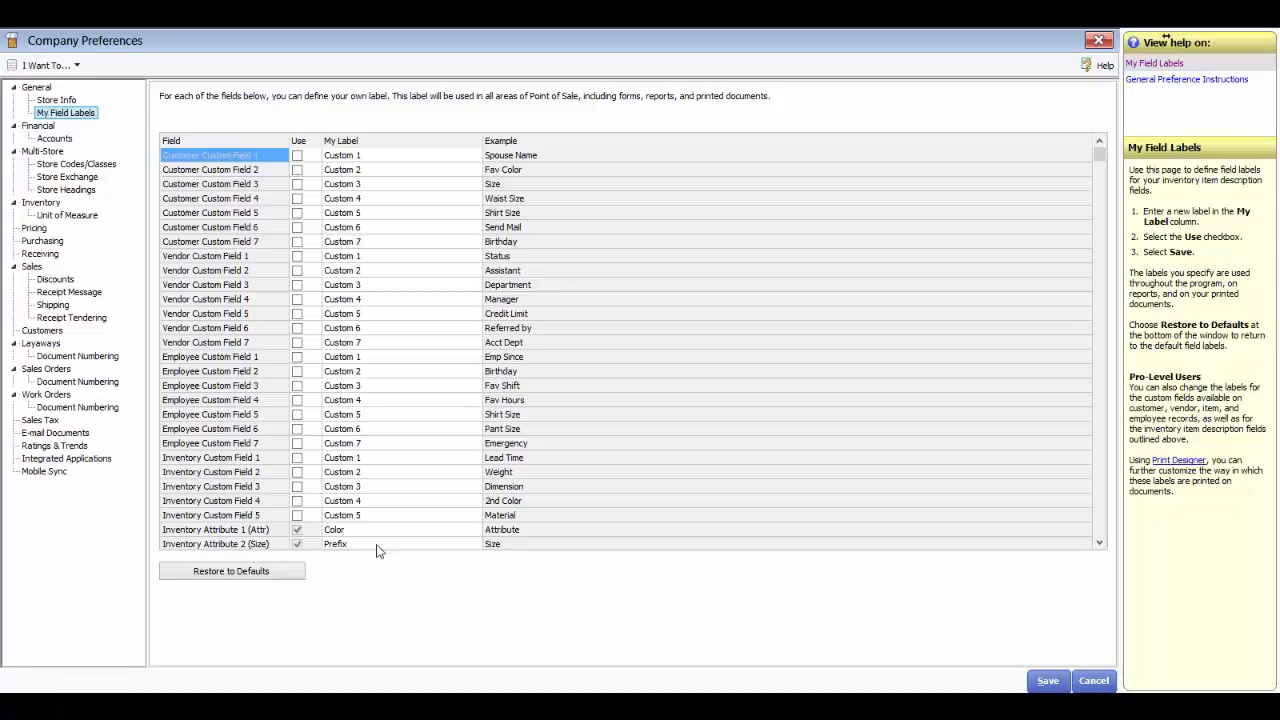 Company Preferences
I Want To...
Help
General
Store Info
My Field Labels
Financial
Accounts
Multi-Store
Store Codes/Classes
Store Exchange
Store Headings
Inventory
Unit of Measure
Pricing
Purchasing
Receiving
Sales
Discounts
Receipt Message
Shipping
Receipt Tendering
Customers
Layaways
Document Numbering
Sales Orders
Document Numbering
Work Orders
Document Numbering
Sales Tax
E-mail Documents
Ratings & Trends
Integrated Applications
Mobile Sync
For each of the fields below, you can define your own label. This label will be used in all areas of Point of Sale, including forms, reports, and printed documents.
Field Use My Label Example
Customer Custom Field 1 Custom 1 Spouse Name
Customer Custom Field 2 Custom 2 Fav Color
Customer Custom Field 3 Custom 3 Size
Customer Custom Field 4 Custom 4 Waist Size
Customer Custom Field 5 Custom 5 Shirt Size
Customer Custom Field 6 Custom 6 Send Mail
Customer Custom Field 7 Custom 7 Birthday
Vendor Custom Field 1 Custom 1 Status
Vendor Custom Field 2 Custom 2 Assistant
Vendor Custom Field 3 Custom 3 Department
Vendor Custom Field 4 Custom 4 Manager
Vendor Custom Field 5 Custom 5 Credit Limit
Vendor Custom Field 6 Custom 6 Referred by
Vendor Custom Field 7 Custom 7 Acct Dept
Employee Custom Field 1 Custom 1 Emp Since
Employee Custom Field 2 Custom 2 Birthday
Employee Custom Field 3 Custom 3 Fav Shift
Employee Custom Field 4 Custom 4 Fav Hours
Employee Custom Field 5 Custom 5 Shirt Size
Employee Custom Field 6 Custom 6 Pant Size
Employee Custom Field 7 Custom 7 Emergency
Inventory Custom Field 1 Custom 1 Lead Time
Inventory Custom Field 2 Custom 2 Weight
Inventory Custom Field 3 Custom 3 Dimension
Inventory Custom Field 4 Custom 4 2nd Color
Inventory Custom Field 5 Custom 5 Material
Inventory Attribute 1 (Attr) Color Attribute
Inventory Attribute 2 (Size) Prefix Size
Restore to Defaults
Save Cancel
View help on:
My Field Labels
General Preference Instructions
My Field Labels
Use this page to define field labels
for your inventory item description
fields.
1. Enter a new label in the My
Label column.
2. Select the Use checkbox.
3. Select Save.
The labels you specify are used
throughout the program, on
reports, and on your printed
documents.
Choose Restore to Defaults at
the bottom of the window to return
to the default field labels.
Pro-Level Users
You can also change the labels for
the custom fields available on
customer, vendor, item, and
employee records, as well as for
the inventory item description fields
outlined above.
Using Print Designer, you can
further customize the way in which
these labels are printed on
documents.